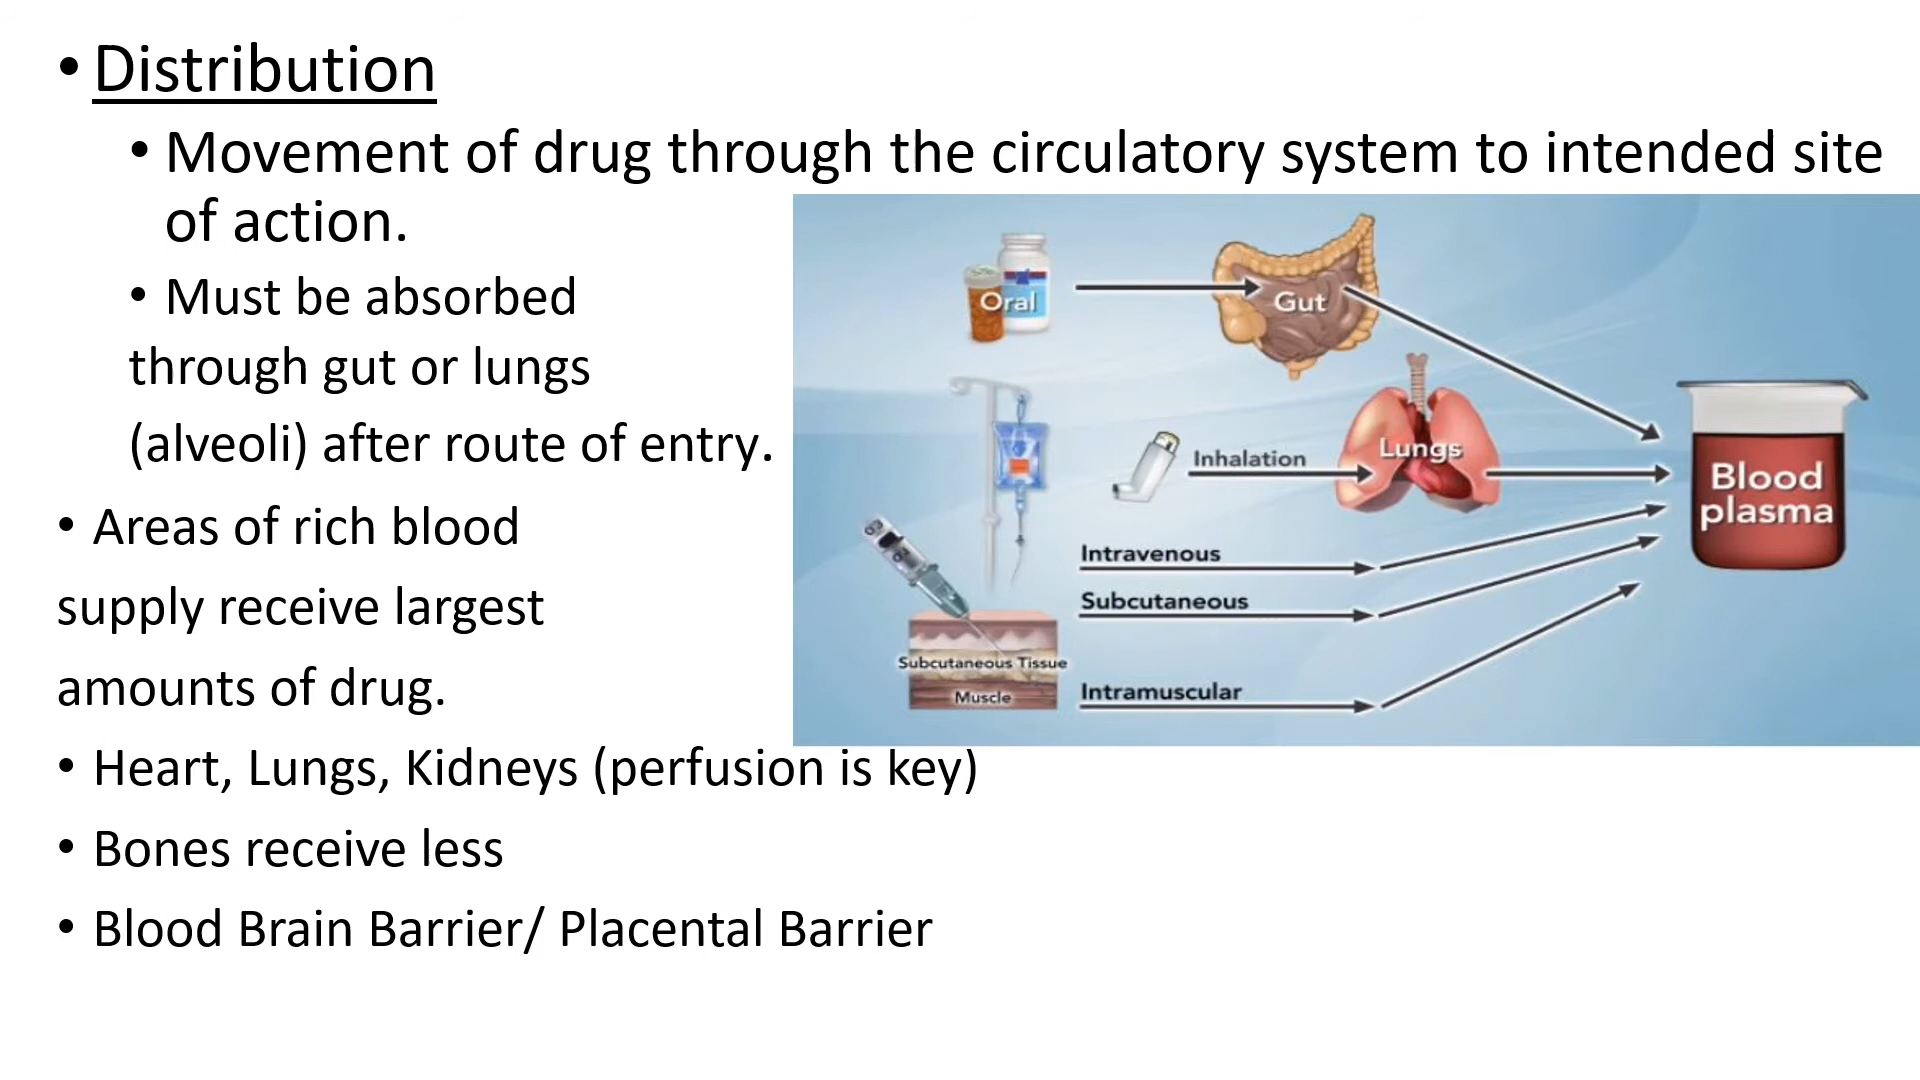 • Distribution
• Movement of drug through the circulatory system to intended site
of action.
• Must be absorbed
through gut or lungs
(alveoli) after route of entry.
• Areas of rich blood
supply receive largest
amounts of drug.
• Heart, Lungs, Kidneys (perfusion is key)
• Bones receive less
• Blood Brain Barrier/ Placental Barrier
Oral
Gut
Inhalation
Lungs
Blood
plasma
Intravenous
Subcutaneous
Subcutaneous Tissue
Muscle
Intramuscular